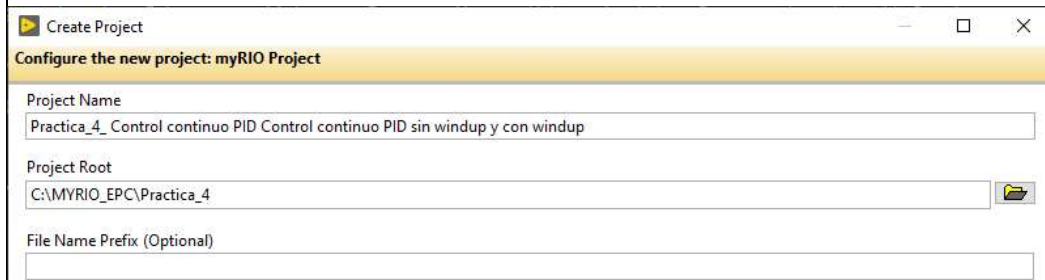 Create Project
Configure the new project: myRIO Project
Project Name
Practica_4_ Control continuo PID Control continuo PID sin windup y con windup
Project Root
C:\MYRIO_EPC\Practica_4
File Name Prefix (Optional)